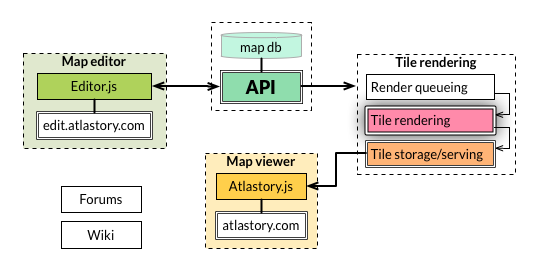 Map editor
Editor.js
edit.atlastory.com
map db
API
Tile rendering
Render queueing
Tile rendering
Tile storage/serving
Map viewer
Atlastory.js
atlastory.com
Forums
Wiki